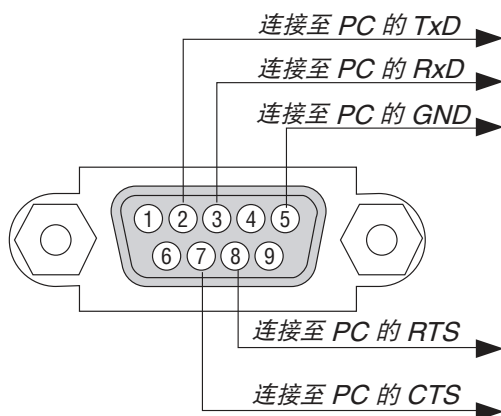 连接至 PC 的 TxD
连接至 PC 的 RxD
连接至 PC 的 GND
1 2 3 4 5
6 7 8 9
连接至 PC 的 RTS
连接至 PC 的 CTS